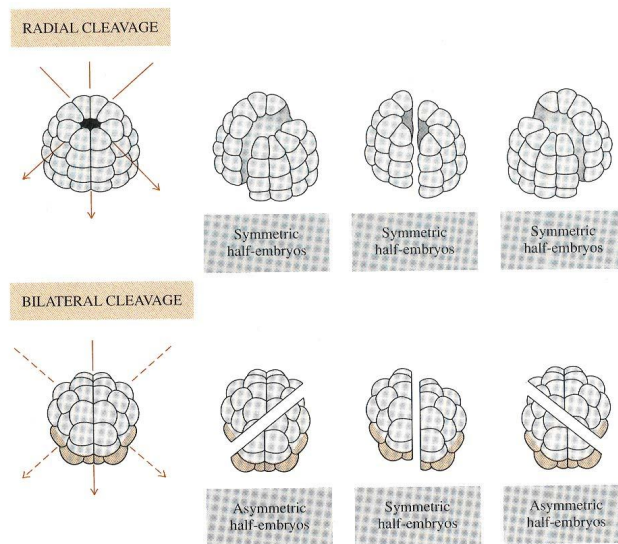 RADIAL CLEAVAGE
Symmetric
half-embryos
Symmetric
half-embryos
Symmetric
half-embryos
BILATERAL CLEAVAGE
Asymmetric
half-embryos
Symmetric
half-embryos
Asymmetric
half-embryos